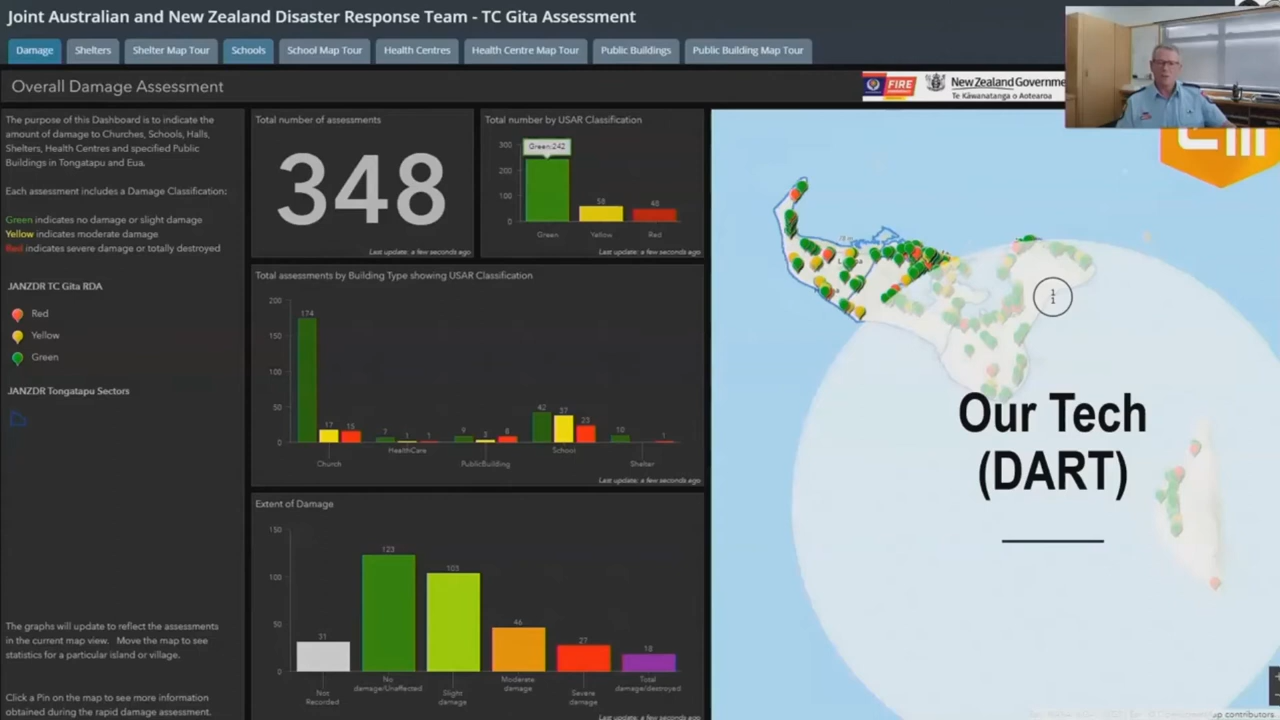 Joint Australian and New Zealand Disaster Response Team - TC Gita Assessment
Damage
Shelters
Shelter Map Tour
Schools
School Map Tour
Health Centres
Health Centre Map Tour
Public Buildings
Public Building Map Tour
Overall Damage Assessment
FIRE
New Zealand Governme
Te Kāwanatanga o Aotearoa
The purpose of this Dashboard is to indicate the
amount of damage to Churches, Schools, Halls,
Shelters, Health Centres and specified Public
Buildings in Tongatapu and Eua.
Each assessment includes a Damage Classification:
Green indicates no damage or slight damage
Yellow indicates moderate damage
Red indicates severe damage or totally destroyed
JANZDR TC Gita RDA
Red
Yellow
Green
JANZDR Tongatapu Sectors
The graphs will update to reflect the assessments
in the current map view. Move the map to see
statistics for a particular island or village.
Click a Pin on the map to see more information
obtained during the rapid damage assessment.
Total number of assessments
348
Last update: a few seconds ago
Total number by USAR Classification
300
200
100
0
Green:242
58
48
Green
Yellow
Red
Last update: a few seconds ago
Total assessments by Building Type showing USAR Classification
200
150
100
50
0
174
17
15
7
1
1
9
3
8
42
37
23
10
1
Church
HealthCare
PublicBuilding
School
Shelter
Last update: a few seconds ago
Extent of Damage
150
100
50
0
31
123
103
46
27
18
Not
Recorded
No
damage/Unaffected
Slight
damage
Moderate
damage
Severe
damage
Total
damage/destroyed
Last update: a few seconds ago
1
1
Our Tech
(DART)